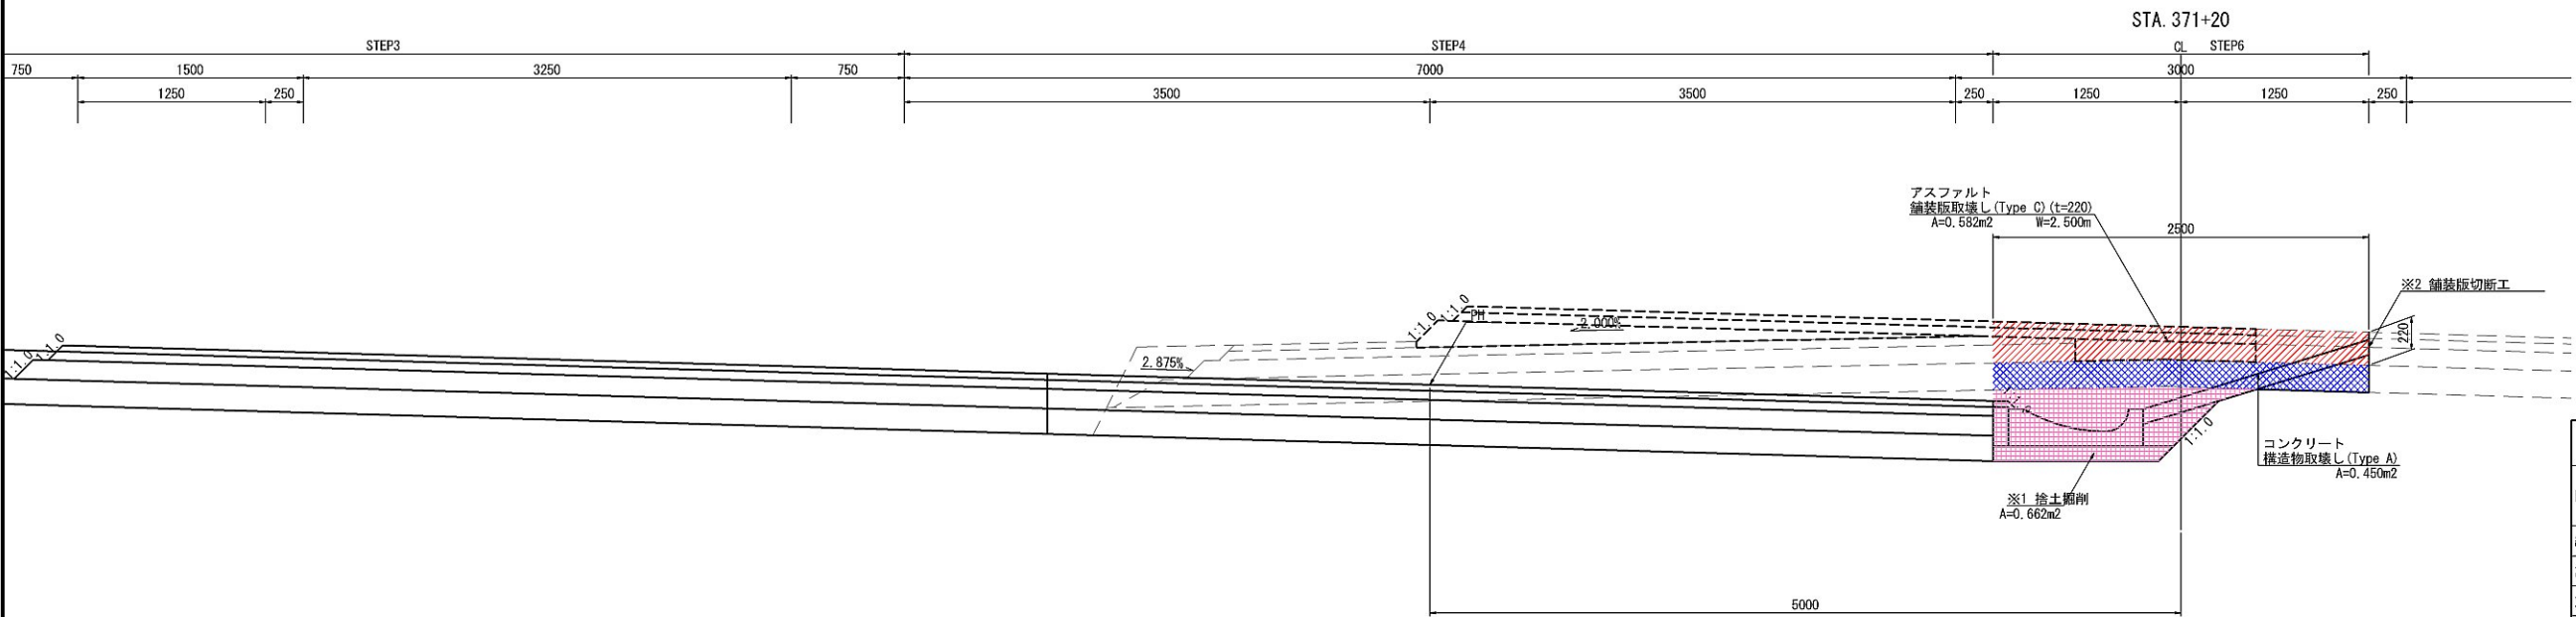 STA. 371+20
STEP3
STEP4
CL
STEP6
750
1500
3250
750
7000
3000
1250
250
3500
3500
250
1250
1250
250
アスファルト
舗装版取壊し(Type C)(t=220)
A=0.582m2 W=2.500m
2500
※2 舗装版切断工
220
1:1.0
1:1.0
PH
2.000%
1:1.0
1:1.0
2.875%
1:1.0
コンクリート
構造物取壊し(Type A)
A=0.450m2
※1 捨土掘削
A=0.662m2
5000